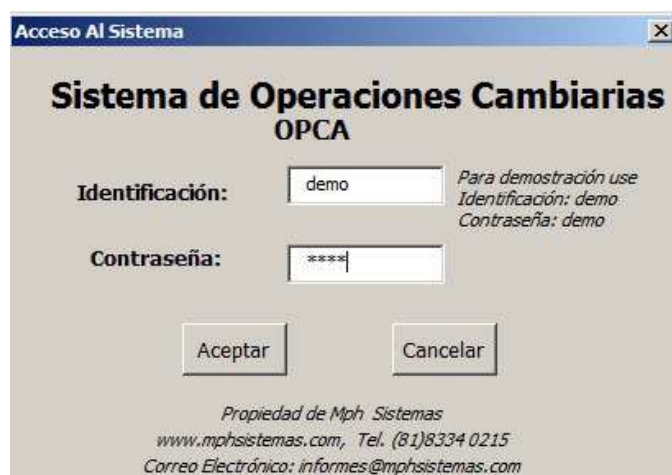 Acceso Al Sistema
Sistema de Operaciones Cambiarias
OPCA
Identificación:
demo
Para demostración use
Identificación: demo
Contraseña: demo
Contraseña:
****
Aceptar
Cancelar
Propiedad de Mph Sistemas
www.mphsistemas.com, Tel. (81)8334 0215
Correo Electrónico: informes@mphsistemas.com